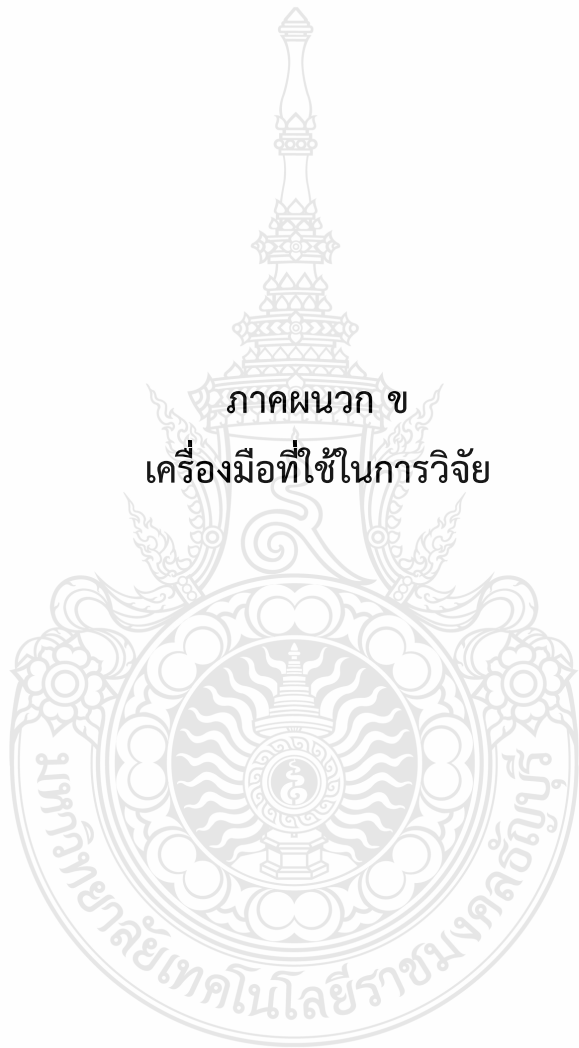 ภาคผนวก ข
เครื่องมือที่ใช้ในการวิจัย
มหาวิทยาลัยเทคโนโลยีราชมงคลธัญบุรี